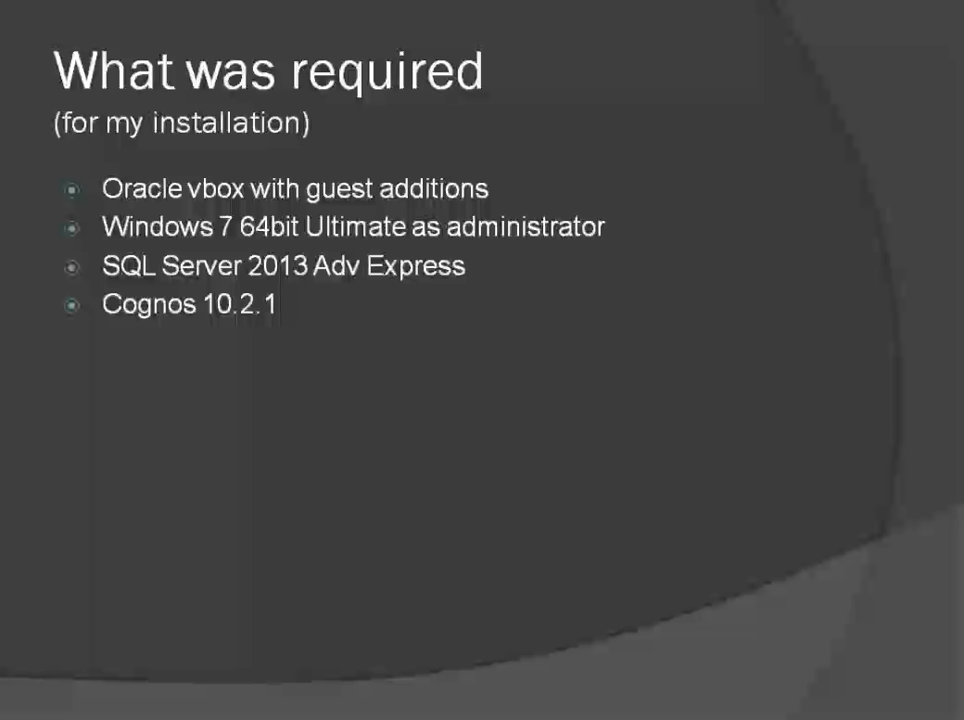 What was required
(for my installation)
Oracle vbox with guest additions
Windows 7 64bit Ultimate as administrator
SQL Server 2013 Adv Express
Cognos 10.2.1